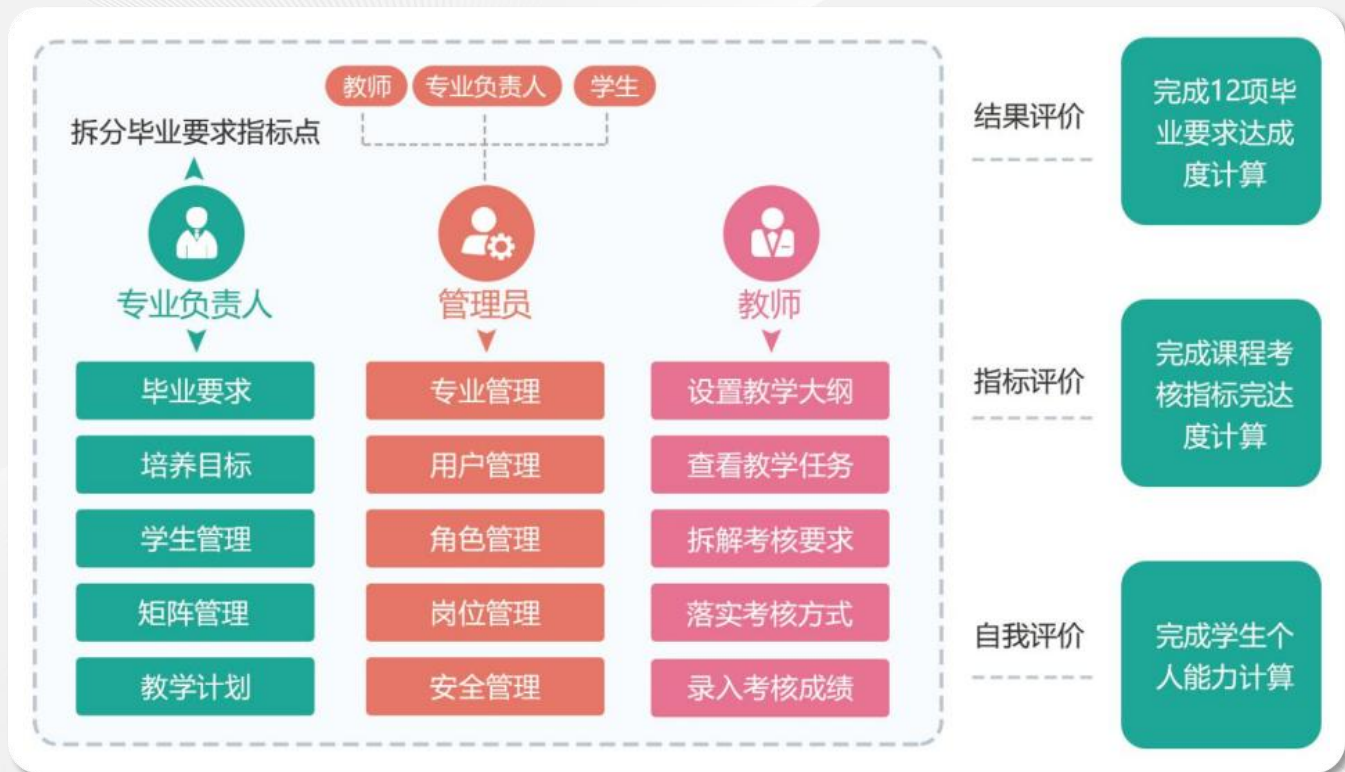 教师 专业负责人 学生
拆分毕业要求指标点
专业负责人 管理员 教师
毕业要求 专业管理 设置教学大纲
培养目标 用户管理 查看教学任务
学生管理 角色管理 拆解考核要求
矩阵管理 岗位管理 落实考核方式
教学计划 安全管理 录入考核成绩
结果评价
完成12项毕
业要求达成
度计算
指标评价
完成课程考
核指标完达
度计算
自我评价
完成学生个
人能力计算